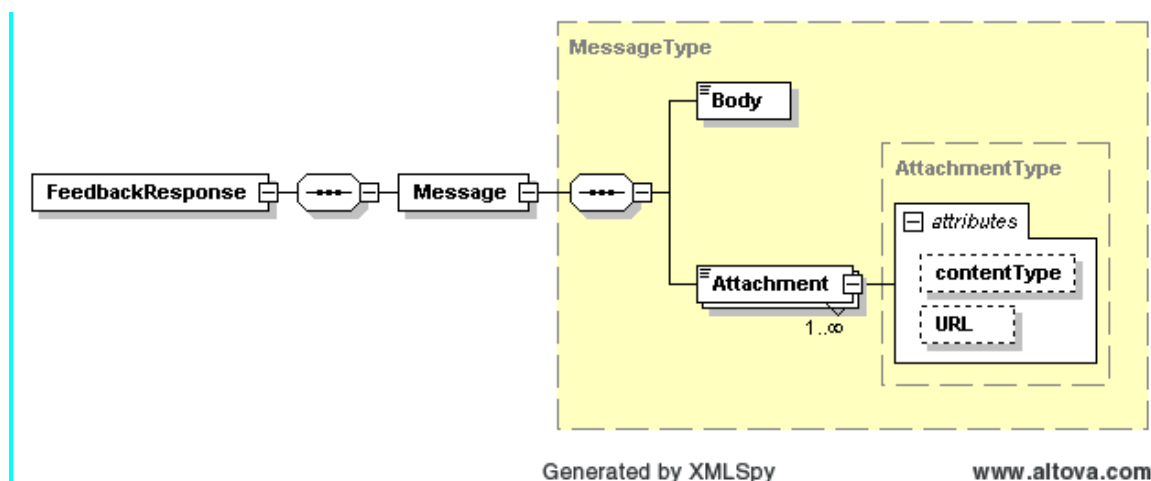 MessageType
Body
AttachmentType
FeedbackResponse
Message
attributes
contentType
Attachment
URL
1..∞
Generated by XMLSpy
www.altova.com